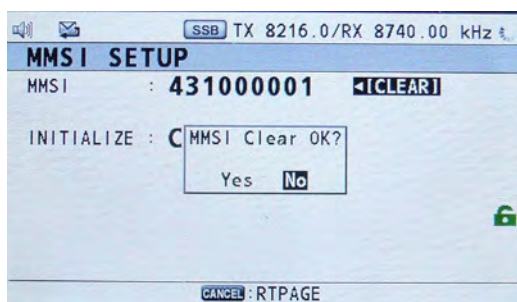 SSB TX 8216.0/RX 8740.00 kHz
MMSI SETUP
MMSI : 431000001 ◄[CLEAR]
INITIALIZE : C
MMSI Clear OK?
Yes No
CANCEL:RTPAGE